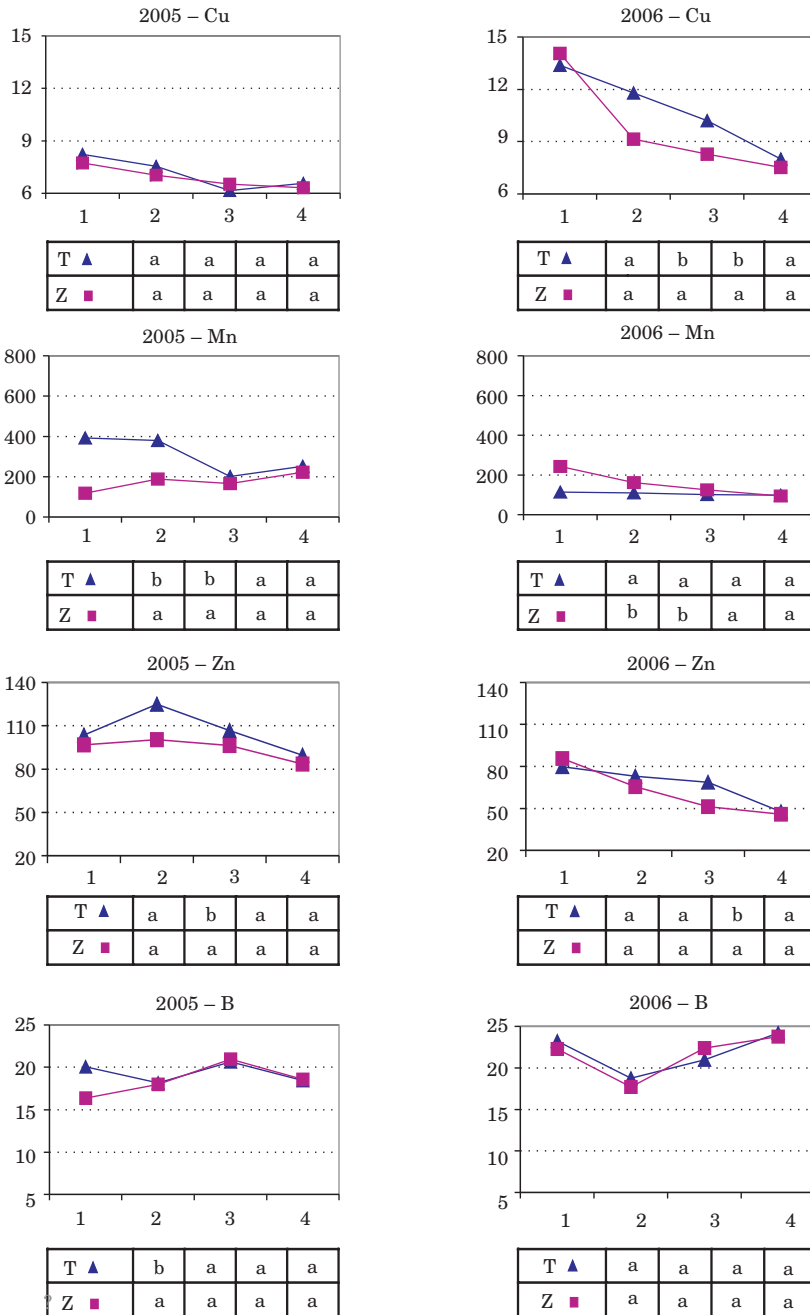 2005 – Cu
15
12
9
6
1 2 3 4
T a a a a
Z a a a a
2006 – Cu
15
12
9
6
1 2 3 4
T a b b a
Z a a a a
2005 – Mn
800
600
400
200
0
1 2 3 4
T b b a a
Z a a a a
2006 – Mn
800
600
400
200
0
1 2 3 4
T a a a a
Z b b a a
2005 – Zn
140
110
80
50
20
1 2 3 4
T a b a a
Z a a a a
2006 – Zn
140
110
80
50
20
1 2 3 4
T a a b a
Z a a a a
2005 – B
25
20
15
10
5
1 2 3 4
T b a a a
? Z a a a a
2006 – B
25
20
15
10
5
1 2 3 4
T a a a a
Z a a a a